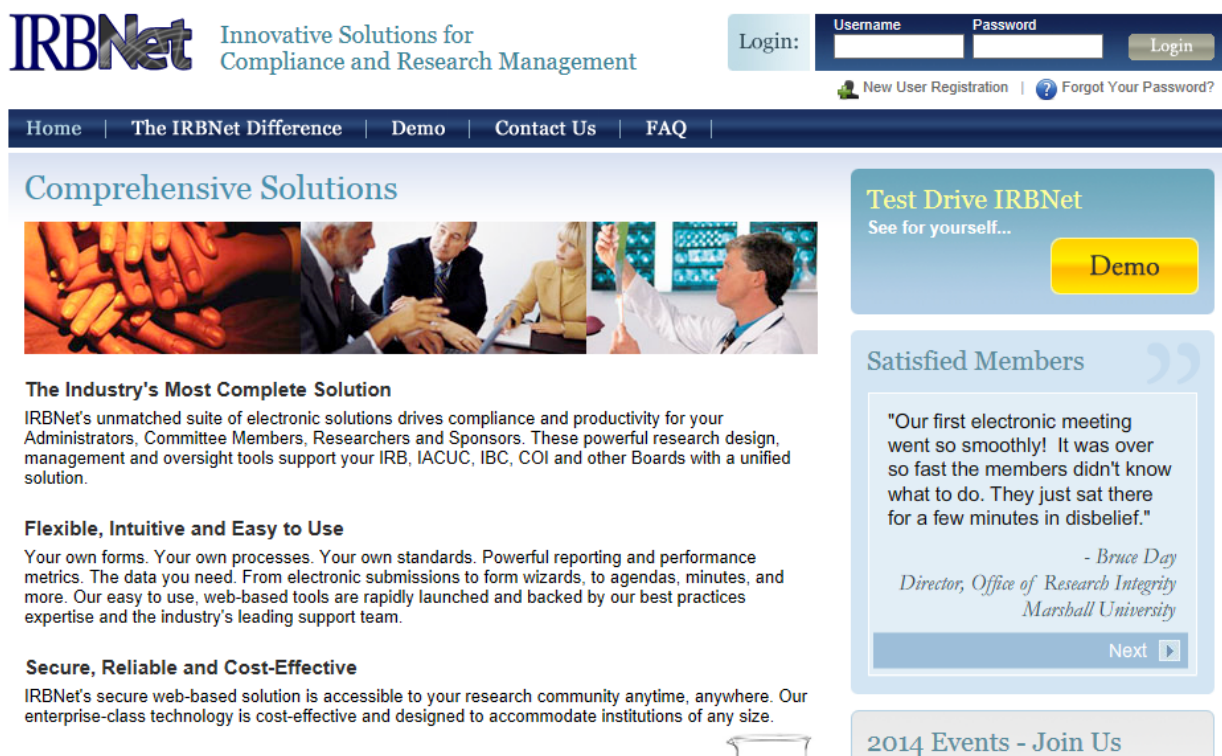 IRBNet
Innovative Solutions for
Compliance and Research Management
Login:
Username
Password
Login
New User Registration | Forgot Your Password?
Home | The IRBNet Difference | Demo | Contact Us | FAQ |
Comprehensive Solutions
The Industry's Most Complete Solution
IRBNet's unmatched suite of electronic solutions drives compliance and productivity for your
Administrators, Committee Members, Researchers and Sponsors. These powerful research design,
management and oversight tools support your IRB, IACUC, IBC, COI and other Boards with a unified
solution.
Flexible, Intuitive and Easy to Use
Your own forms. Your own processes. Your own standards. Powerful reporting and performance
metrics. The data you need. From electronic submissions to form wizards, to agendas, minutes, and
more. Our easy to use, web-based tools are rapidly launched and backed by our best practices
expertise and the industry's leading support team.
Secure, Reliable and Cost-Effective
IRBNet's secure web-based solution is accessible to your research community anytime, anywhere. Our
enterprise-class technology is cost-effective and designed to accommodate institutions of any size.
Test Drive IRBNet
See for yourself...
Demo
Satisfied Members
"Our first electronic meeting
went so smoothly!  It was over
so fast the members didn't know
what to do. They just sat there
for a few minutes in disbelief."
- Bruce Day
Director, Office of Research Integrity
Marshall University
Next
2014 Events - Join Us